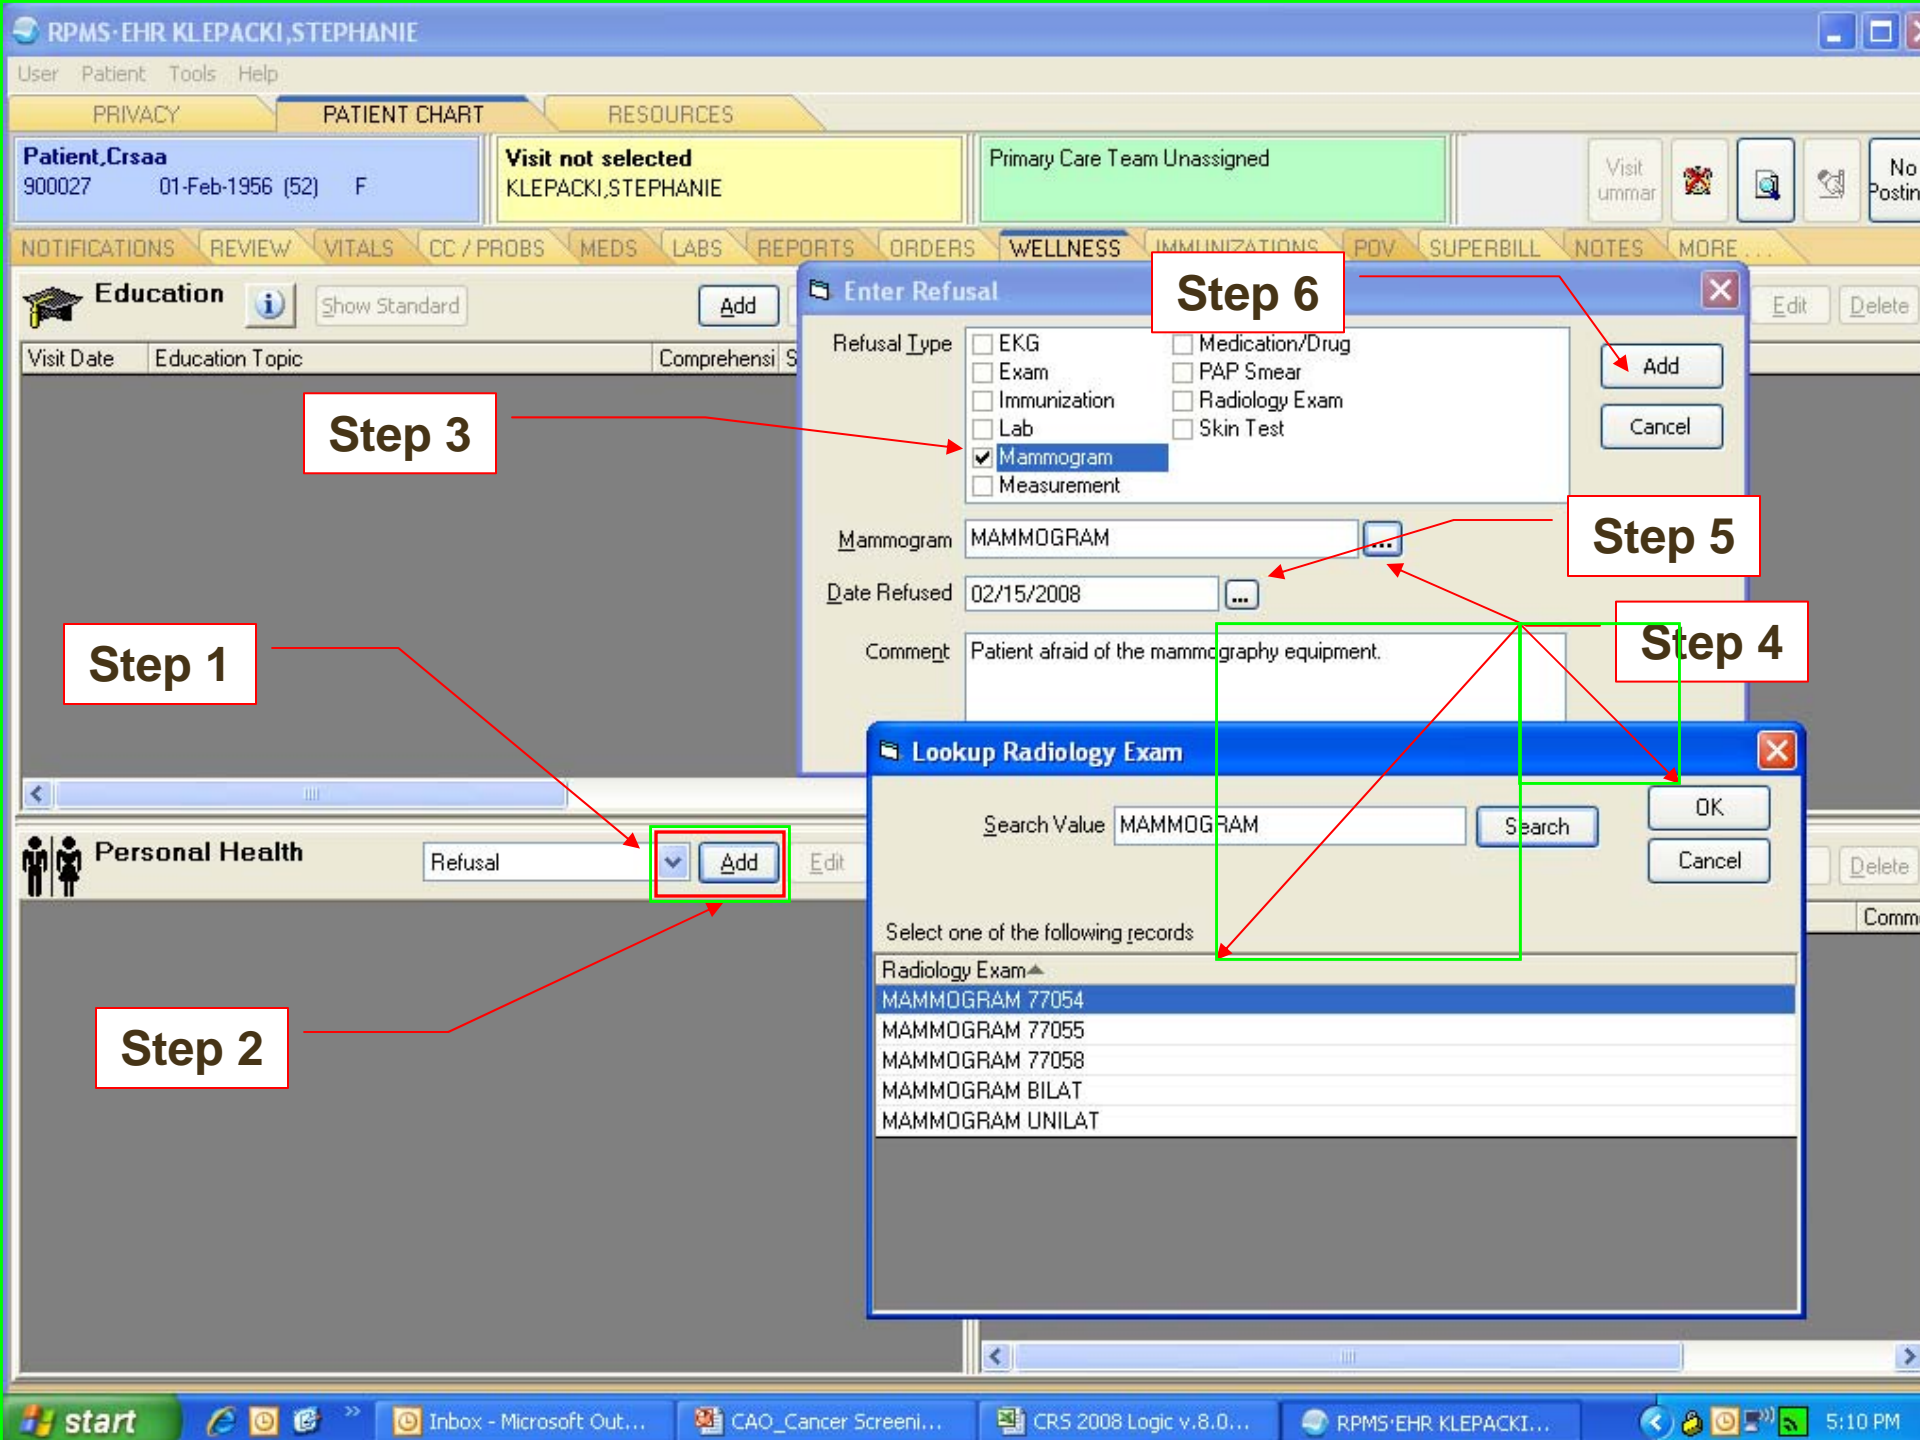 RPMS-EHR KLEPACKI,STEPHANIE
User Patient Tools Help
PRIVACY PATIENT CHART RESOURCES
Patient,Crsaa
900027 01-Feb-1956 (52) F
Visit not selected
KLEPACKI,STEPHANIE
Primary Care Team Unassigned
Visit
ummar
No
Postin
NOTIFICATIONS REVIEW VITALS CC / PROBS MEDS LABS REPORTS ORDERS WELLNESS IMMUNIZATIONS POV SUPERBILL NOTES MORE ...
Education Show Standard Add
Visit Date Education Topic Comprehensi S
Enter Refusal
Step 6
Edit Delete
Refusal Type
EKG Medication/Drug
Exam PAP Smear
Immunization Radiology Exam
Lab Skin Test
Mammogram
Measurement
Add
Cancel
Step 3
Mammogram MAMMOGRAM ...
Step 5
Date Refused 02/15/2008 ...
Step 4
Comment Patient afraid of the mammography equipment.
Step 1
Lookup Radiology Exam
Search Value MAMMOGRAM Search
OK
Cancel
Personal Health Refusal Add Edit
Delete
Comm
Select one of the following records
Radiology Exam
MAMMOGRAM 77054
MAMMOGRAM 77055
MAMMOGRAM 77058
MAMMOGRAM BILAT
MAMMOGRAM UNILAT
Step 2
start Inbox - Microsoft Out... CAO_Cancer Screeni... CRS 2008 Logic v.8.0... RPMS-EHR KLEPACKI... 5:10 PM